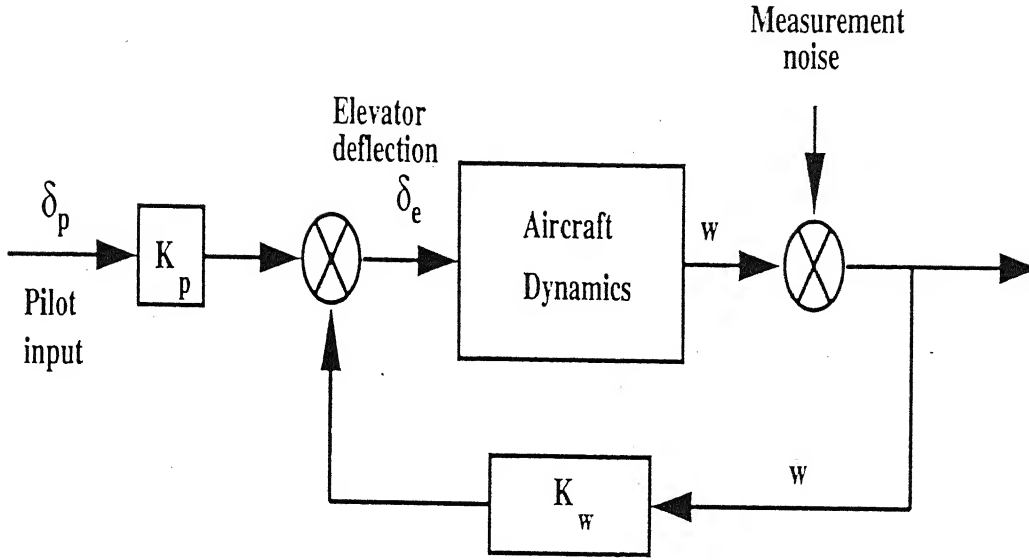 Measurement
noise
Elevator
deflection
δp
δe
Kp
Aircraft
Dynamics
w
Pilot
input
Kw
w